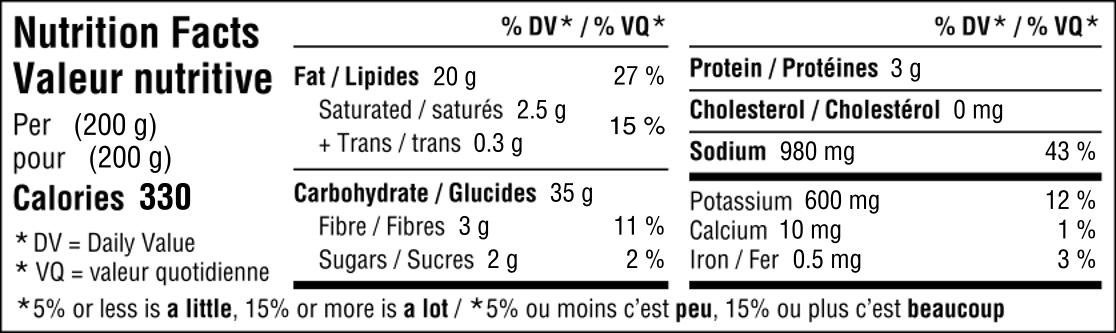 Nutrition Facts
Valeur nutritive
Per (200 g)
pour (200 g)
Calories 330
* DV = Daily Value
* VQ = valeur quotidienne
% DV* / % VQ*
Fat / Lipides 20 g 27 %
Saturated / saturés 2.5 g
+ Trans / trans 0.3 g
15 %
Carbohydrate / Glucides 35 g
Fibre / Fibres 3 g 11 %
Sugars / Sucres 2 g 2 %
% DV* / % VQ*
Protein / Protéines 3 g
Cholesterol / Cholestérol 0 mg
Sodium 980 mg 43 %
Potassium 600 mg 12 %
Calcium 10 mg 1 %
Iron / Fer 0.5 mg 3 %
*5% or less is a little, 15% or more is a lot / *5% ou moins c'est peu, 15% ou plus c'est beaucoup